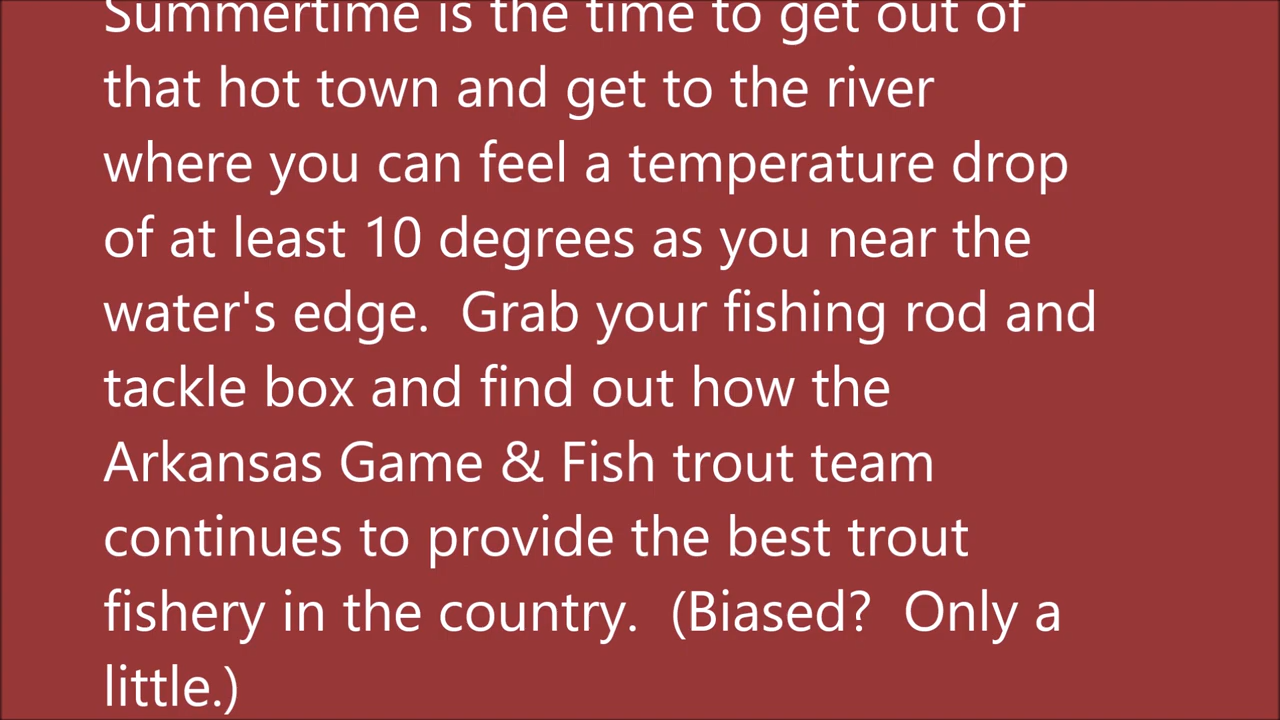 Summertime is the time to get out of
that hot town and get to the river
where you can feel a temperature drop
of at least 10 degrees as you near the
water's edge.  Grab your fishing rod and
tackle box and find out how the
Arkansas Game & Fish trout team
continues to provide the best trout
fishery in the country.  (Biased?  Only a
little.)